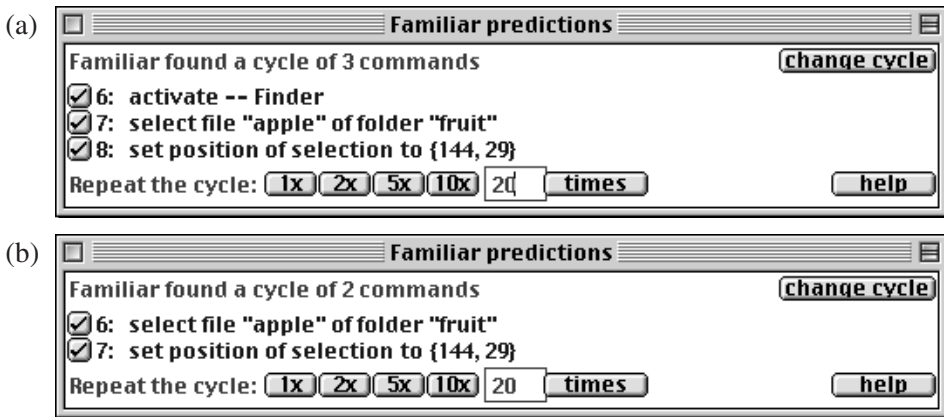 (a)
Familiar predictions
Familiar found a cycle of 3 commands change cycle
6: activate -- Finder
7: select file "apple" of folder "fruit"
8: set position of selection to {144, 29}
Repeat the cycle: 1x 2x 5x 10x 20 times help
(b)
Familiar predictions
Familiar found a cycle of 2 commands change cycle
6: select file "apple" of folder "fruit"
7: set position of selection to {144, 29}
Repeat the cycle: 1x 2x 5x 10x 20 times help